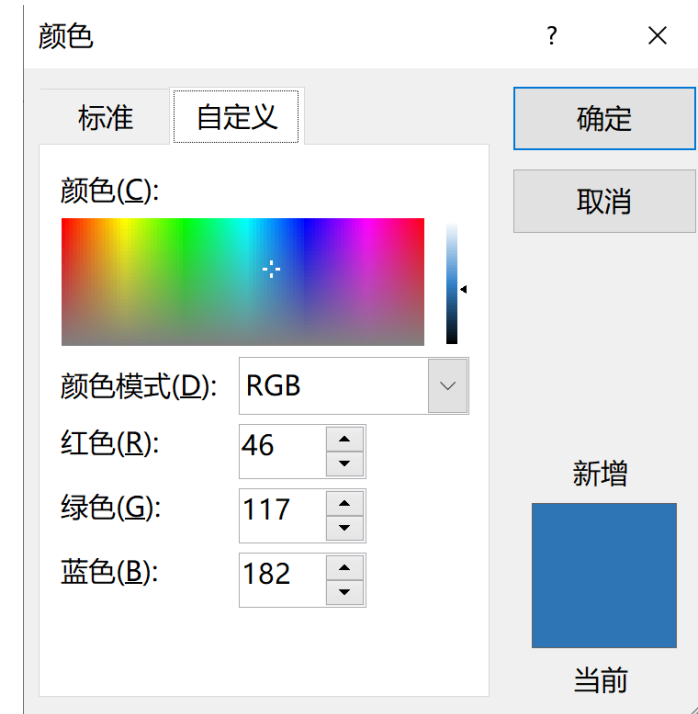 颜色
?
标准
自定义
确定
取消
颜色(C):
颜色模式(D): RGB
红色(R): 46
绿色(G): 117
蓝色(B): 182
新增
当前